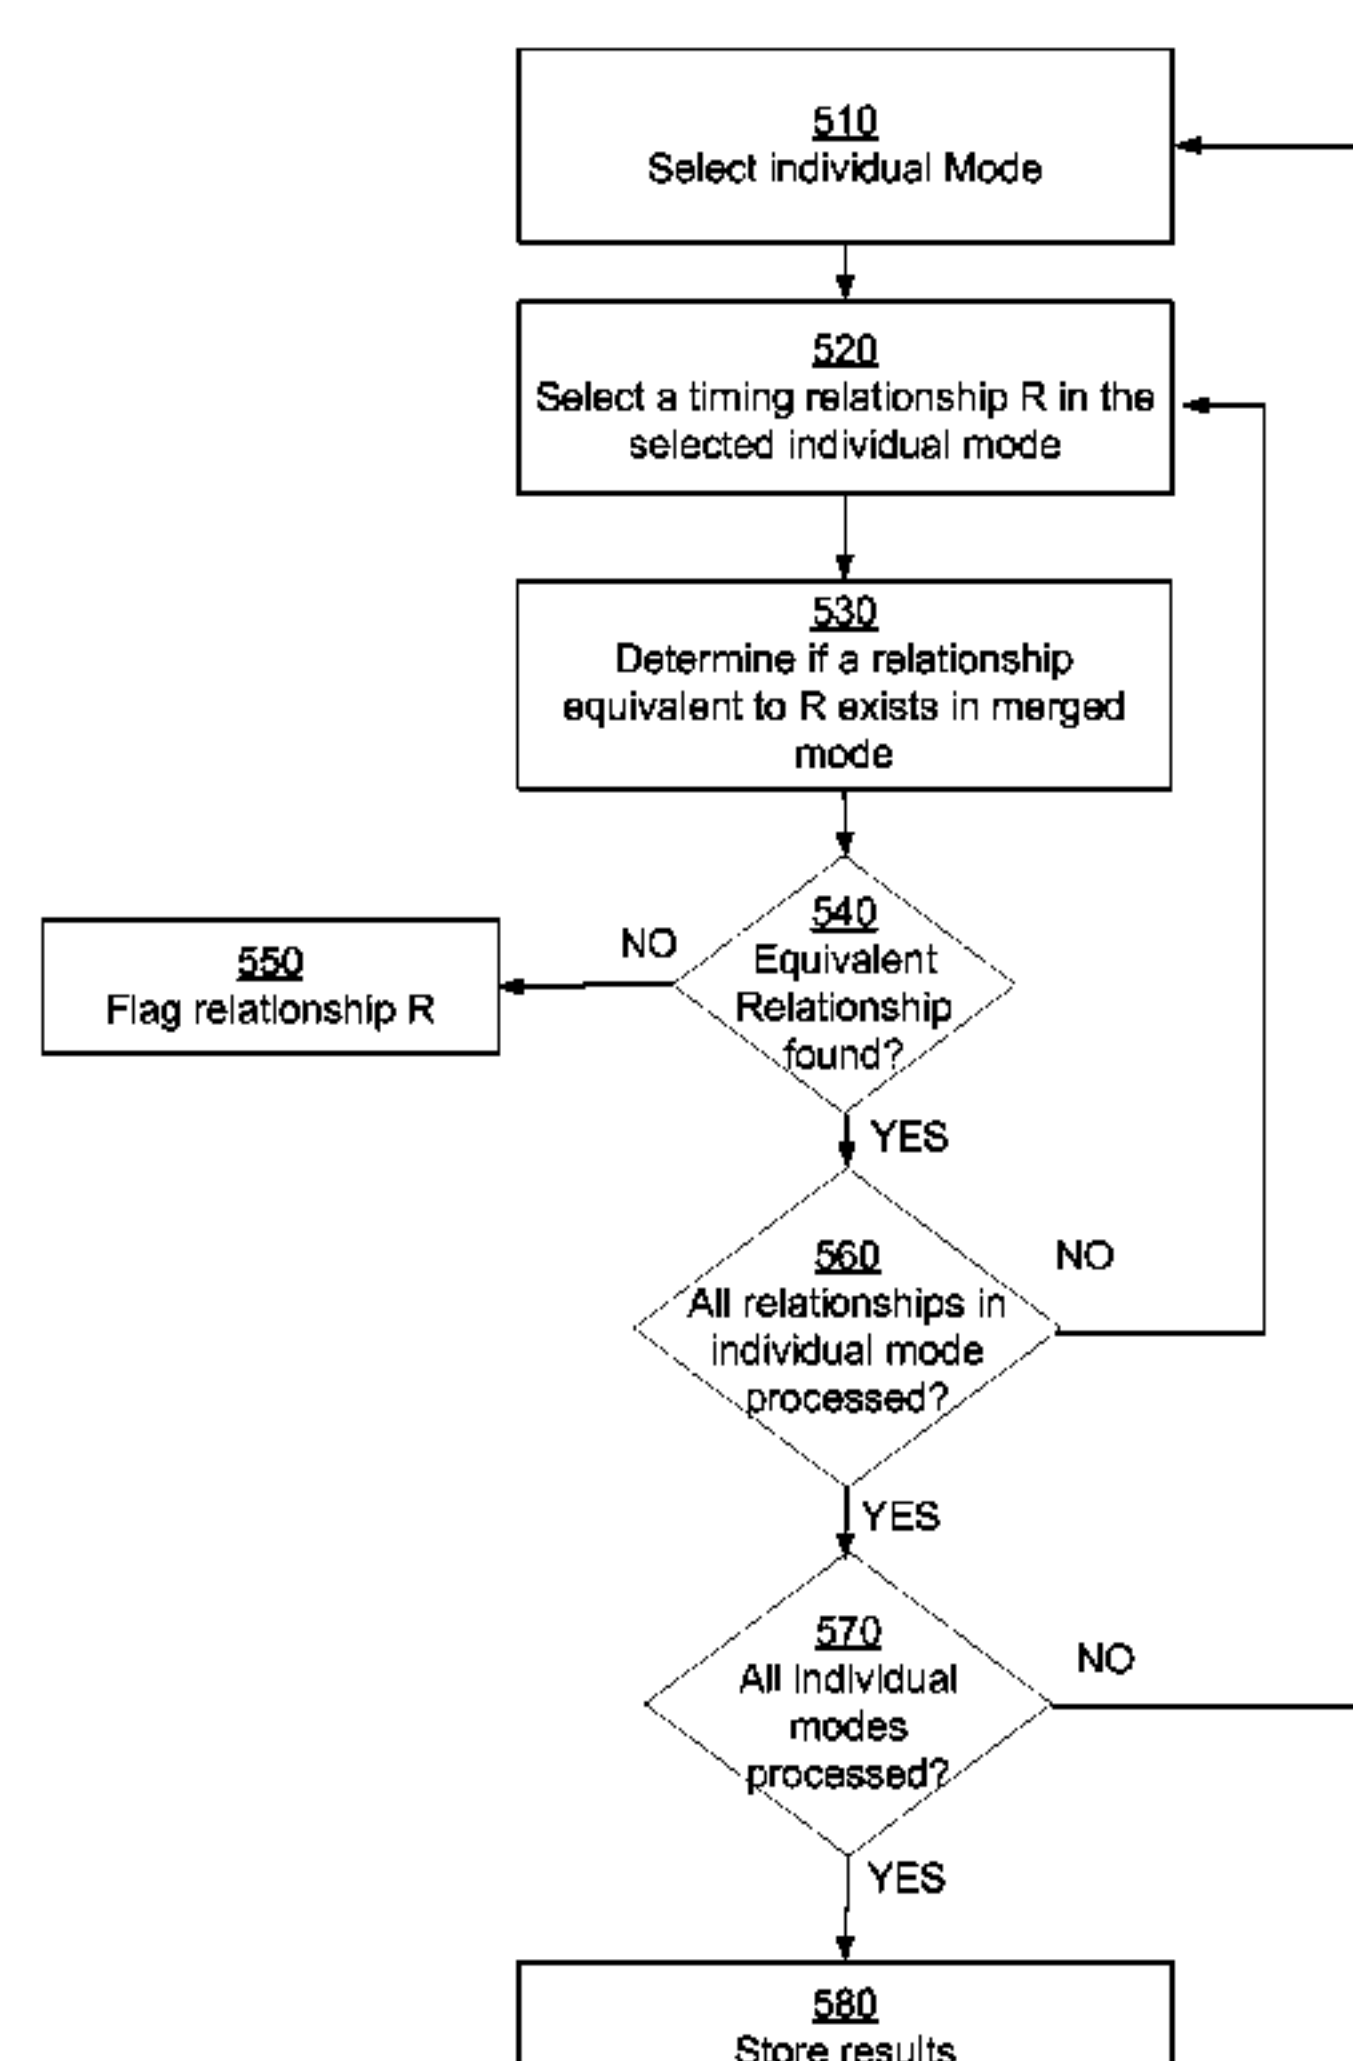 510
Select individual Mode
520
Select a timing relationship R in the
selected individual mode
530
Determine if a relationship
equivalent to R exists in merged
mode
540
Equivalent
Relationship
found?
NO
550
Flag relationship R
YES
560
All relationships in
individual mode
processed?
NO
YES
570
All individual
modes
processed?
NO
YES
580
Store results